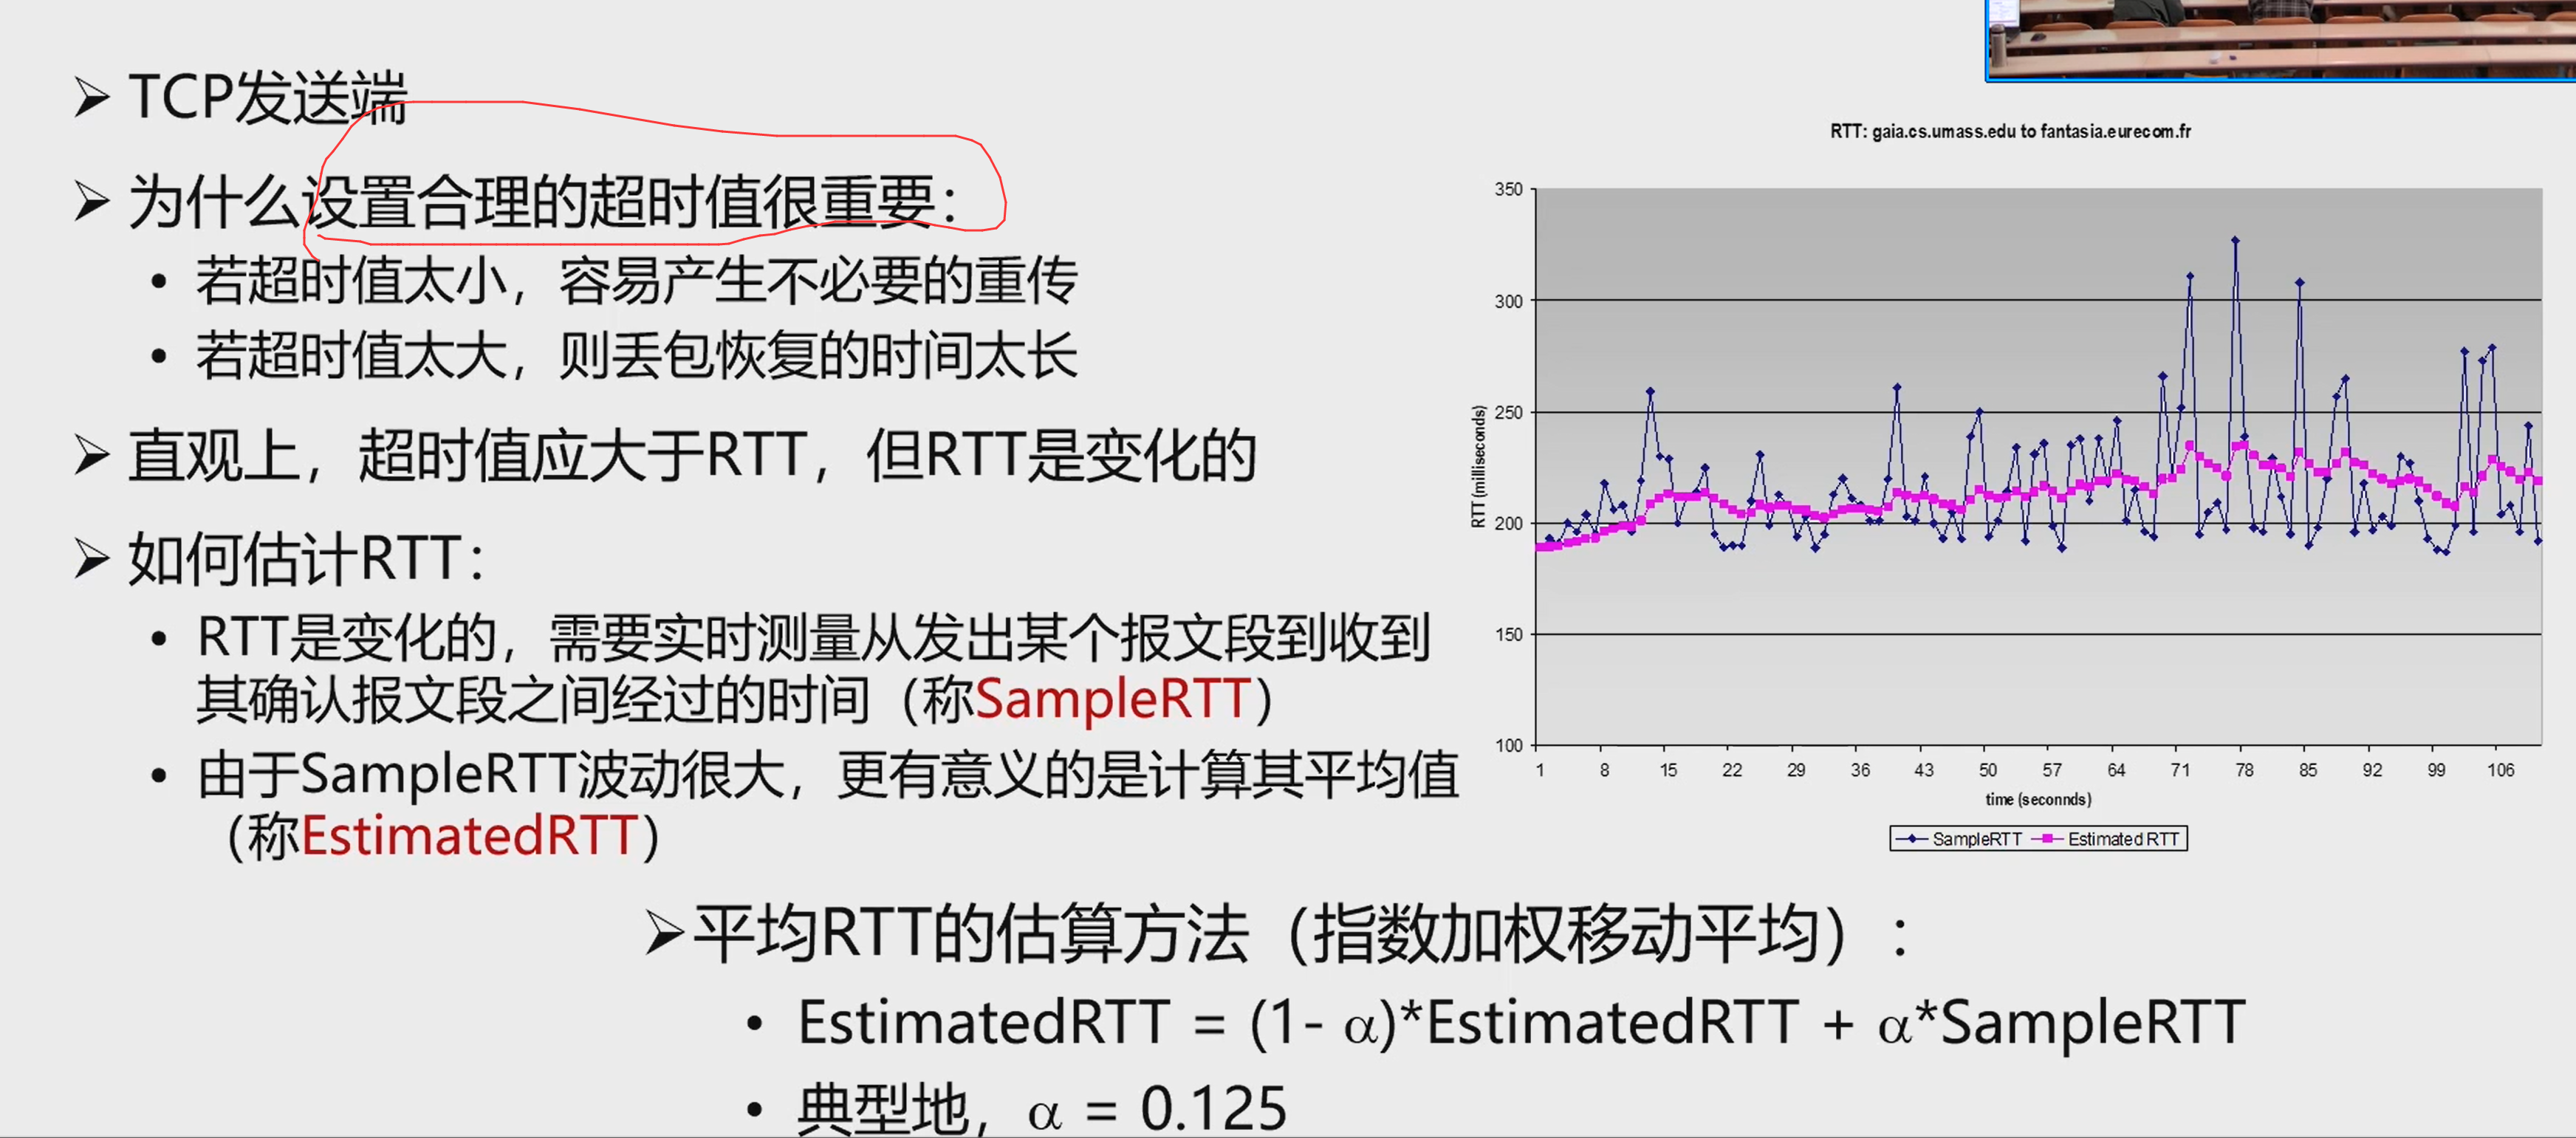 TCP发送端
为什么设置合理的超时值很重要：
若超时值太小，容易产生不必要的重传
若超时值太大，则丢包恢复的时间太长
直观上，超时值应大于RTT，但RTT是变化的
如何估计RTT：
RTT是变化的，需要实时测量从发出某个报文段到收到
其确认报文段之间经过的时间（称SampleRTT）
由于SampleRTT波动很大，更有意义的是计算其平均值
（称EstimatedRTT）
RTT: gaia.cs.umass.edu to fantasia.eurecom.fr
RTT (milliseconds)
350
300
250
200
150
100
1 8 15 22 29 36 43 50 57 64 71 78 85 92 99 106
time (seconnds)
SampleRTT Estimated RTT
平均RTT的估算方法（指数加权移动平均）：
EstimatedRTT = (1- α)*EstimatedRTT + α*SampleRTT
典型地，α = 0.125